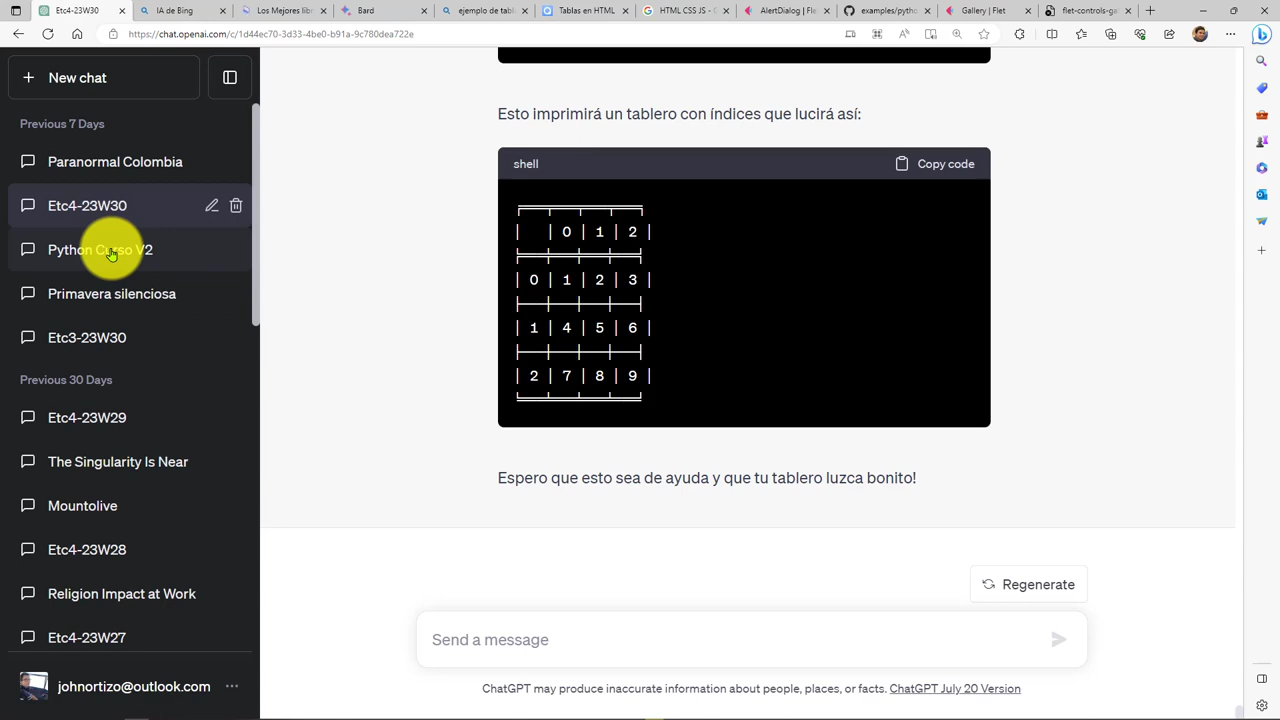 Etc4-23W30
IA de Bing
Los Mejores libr
Bard
ejemplo de table
Tablas en HTML
HTML CSS JS - G
AlertDialog | Fle
examples/pytho
Gallery | Flet
flet-controls-ga
https://chat.openai.com/c/1d44ec70-3d33-4be0-b91a-9c780dea722e
New chat
Previous 7 Days
Paranormal Colombia
Etc4-23W30
Python Curso V2
Primavera silenciosa
Etc3-23W30
Previous 30 Days
Etc4-23W29
The Singularity Is Near
Mountolive
Etc4-23W28
Religion Impact at Work
Etc4-23W27
johnortizo@outlook.com
Esto imprimirá un tablero con índices que lucirá así:
shell
Copy code
| | 0 | 1 | 2 |
| 0 | 1 | 2 | 3 |
| 1 | 4 | 5 | 6 |
| 2 | 7 | 8 | 9 |
Espero que esto sea de ayuda y que tu tablero luzca bonito!
Regenerate
Send a message
ChatGPT may produce inaccurate information about people, places, or facts. ChatGPT July 20 Version